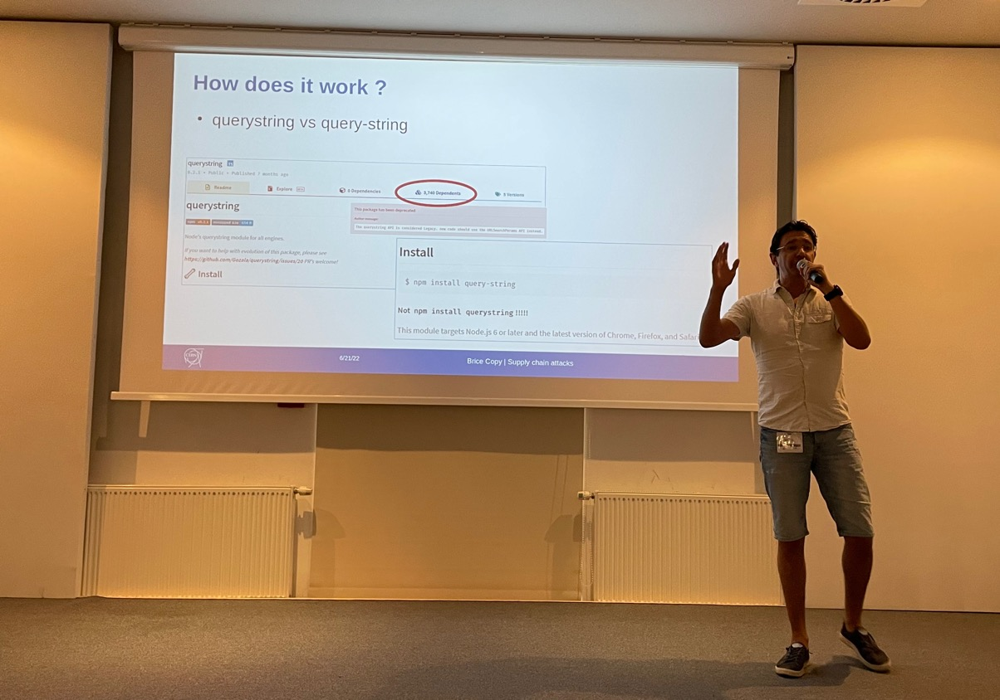 How does it work ?
• querystring vs query-string
querystring
0.2.1 • Public • Published 7 months ago
Readme
Explore
0 Dependencies
3,740 Dependents
5 Versions
querystring
This package has been deprecated
Author message:
The querystring API is considered Legacy. new code should use the URLSearchParams API instead.
Node's querystring module for all engines.
If you want to help with evolution of this package, please see
https://github.com/Gozala/querystring/issues/20 PR's welcome!
Install
Install
$ npm install query-string
Not npm install querystring !!!!!
This module targets Node.js 6 or later and the latest version of Chrome, Firefox, and Safar
CERN
6/21/22
Brice Copy | Supply chain attacks